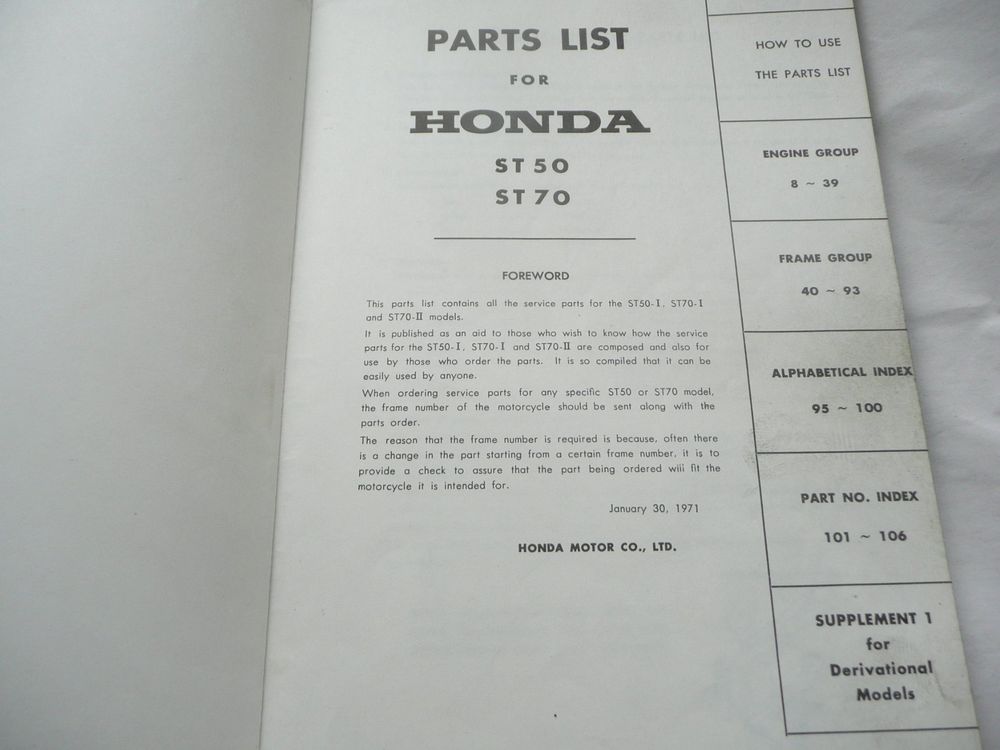 PARTS LIST
FOR
HONDA
ST 50
ST 70
FOREWORD
This parts list contains all the service parts for the ST50-I, ST70-I
and ST70-II models.
It is published as an aid to those who wish to know how the service
parts for the ST50-I, ST70-I and ST70-II are composed and also for
use by those who order the parts. It is so compiled that it can be
easily used by anyone.
When ordering service parts for any specific ST50 or ST70 model,
the frame number of the motorcycle should be sent along with the
parts order.
The reason that the frame number is required is because, often there
is a change in the part starting from a certain frame number, it is to
provide a check to assure that the part being ordered wiii fit the
motorcycle it is intended for.
January 30, 1971
HONDA MOTOR CO., LTD.
HOW TO USE
THE PARTS LIST
ENGINE GROUP
8 ~ 39
FRAME GROUP
40 ~ 93
ALPHABETICAL INDEX
95 ~ 100
PART NO. INDEX
101 ~ 106
SUPPLEMENT 1
for
Derivational
Models